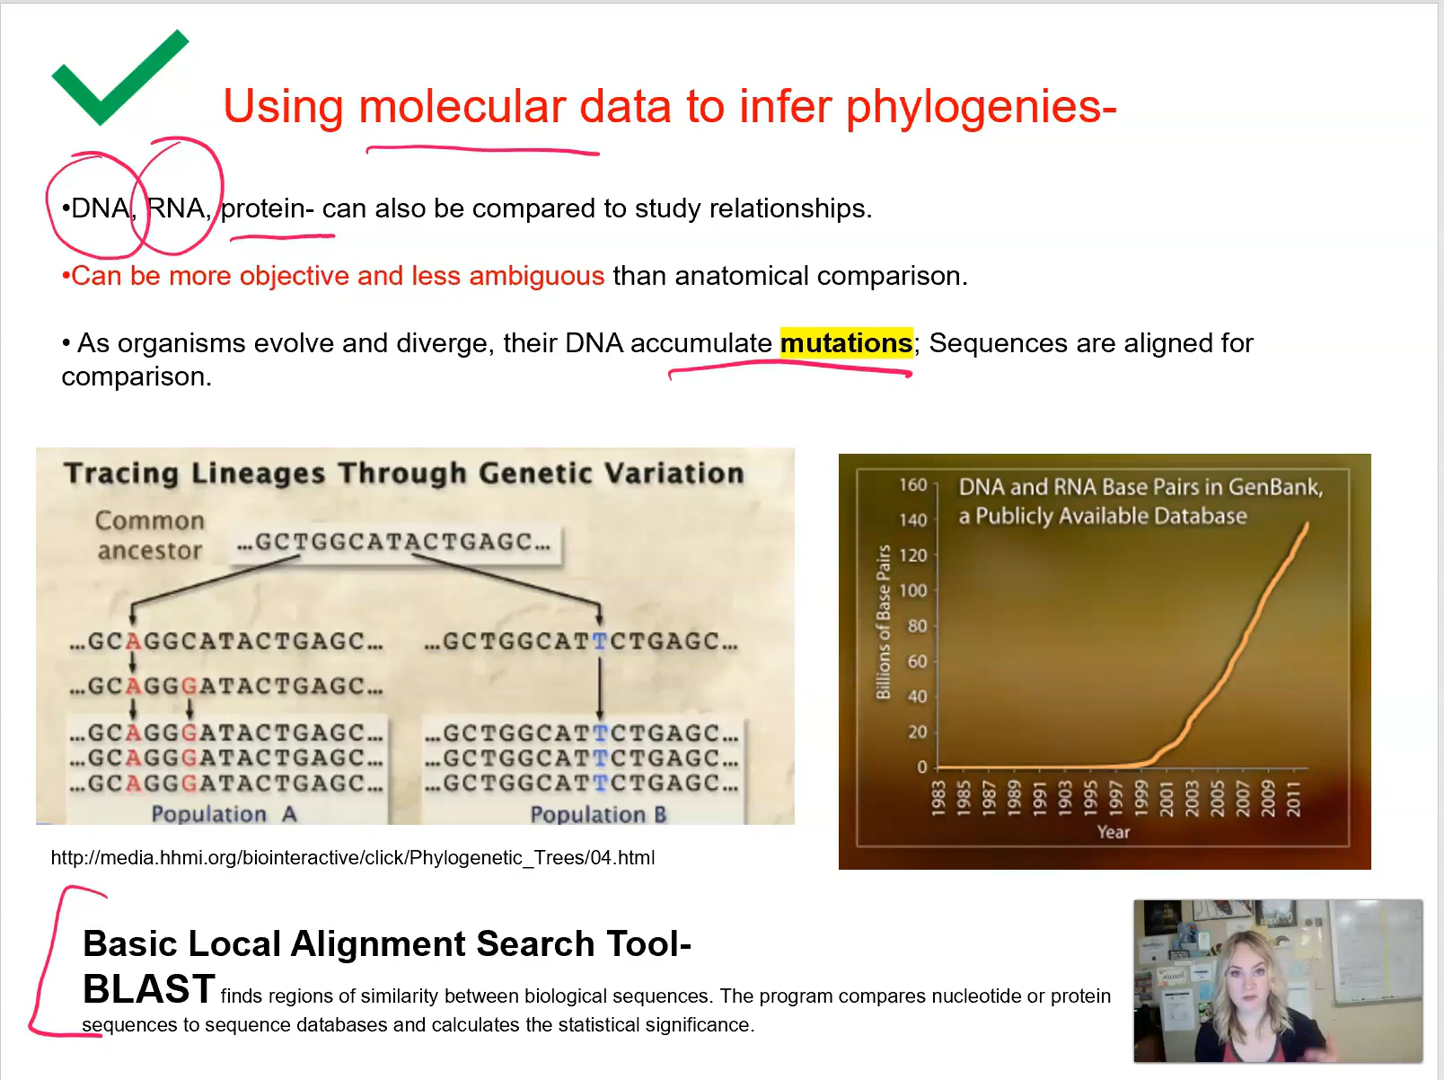 Using molecular data to infer phylogenies-
•DNA, RNA, protein- can also be compared to study relationships.
•Can be more objective and less ambiguous than anatomical comparison.
• As organisms evolve and diverge, their DNA accumulate mutations; Sequences are aligned for
comparison.
Tracing Lineages Through Genetic Variation
Common
ancestor
...GCTGGCATACTGAGC...
...GCAGGCATACTGAGC...
...GCTGGCATTCTGAGC...
...GCAGGGATACTGAGC...
...GCAGGGATACTGAGC...
...GCAGGGATACTGAGC...
...GCAGGGATACTGAGC...
...GCTGGCATTCTGAGC...
...GCTGGCATTCTGAGC...
...GCTGGCATTCTGAGC...
Population A
Population B
http://media.hhmi.org/biointeractive/click/Phylogenetic_Trees/04.html
DNA and RNA Base Pairs in GenBank,
a Publicly Available Database
Billions of Base Pairs
160
140
120
100
80
60
40
20
0
1983
1985
1987
1989
1991
1993
1995
1997
1999
2001
2003
2005
2007
2009
2011
Year
Basic Local Alignment Search Tool-
BLAST finds regions of similarity between biological sequences. The program compares nucleotide or protein
sequences to sequence databases and calculates the statistical significance.